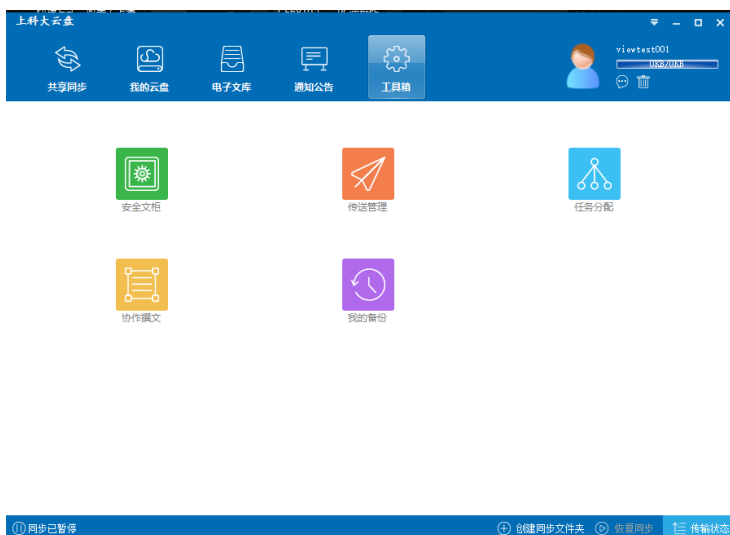 上科大云盘
共享同步 我的云盘 电子文库 通知公告 工具箱
viewtest001
0KB/0KB
安全文柜 传送管理 任务分配
协作撰文 我的备份
同步已暂停 创建同步文件夹 恢复同步 传输状态